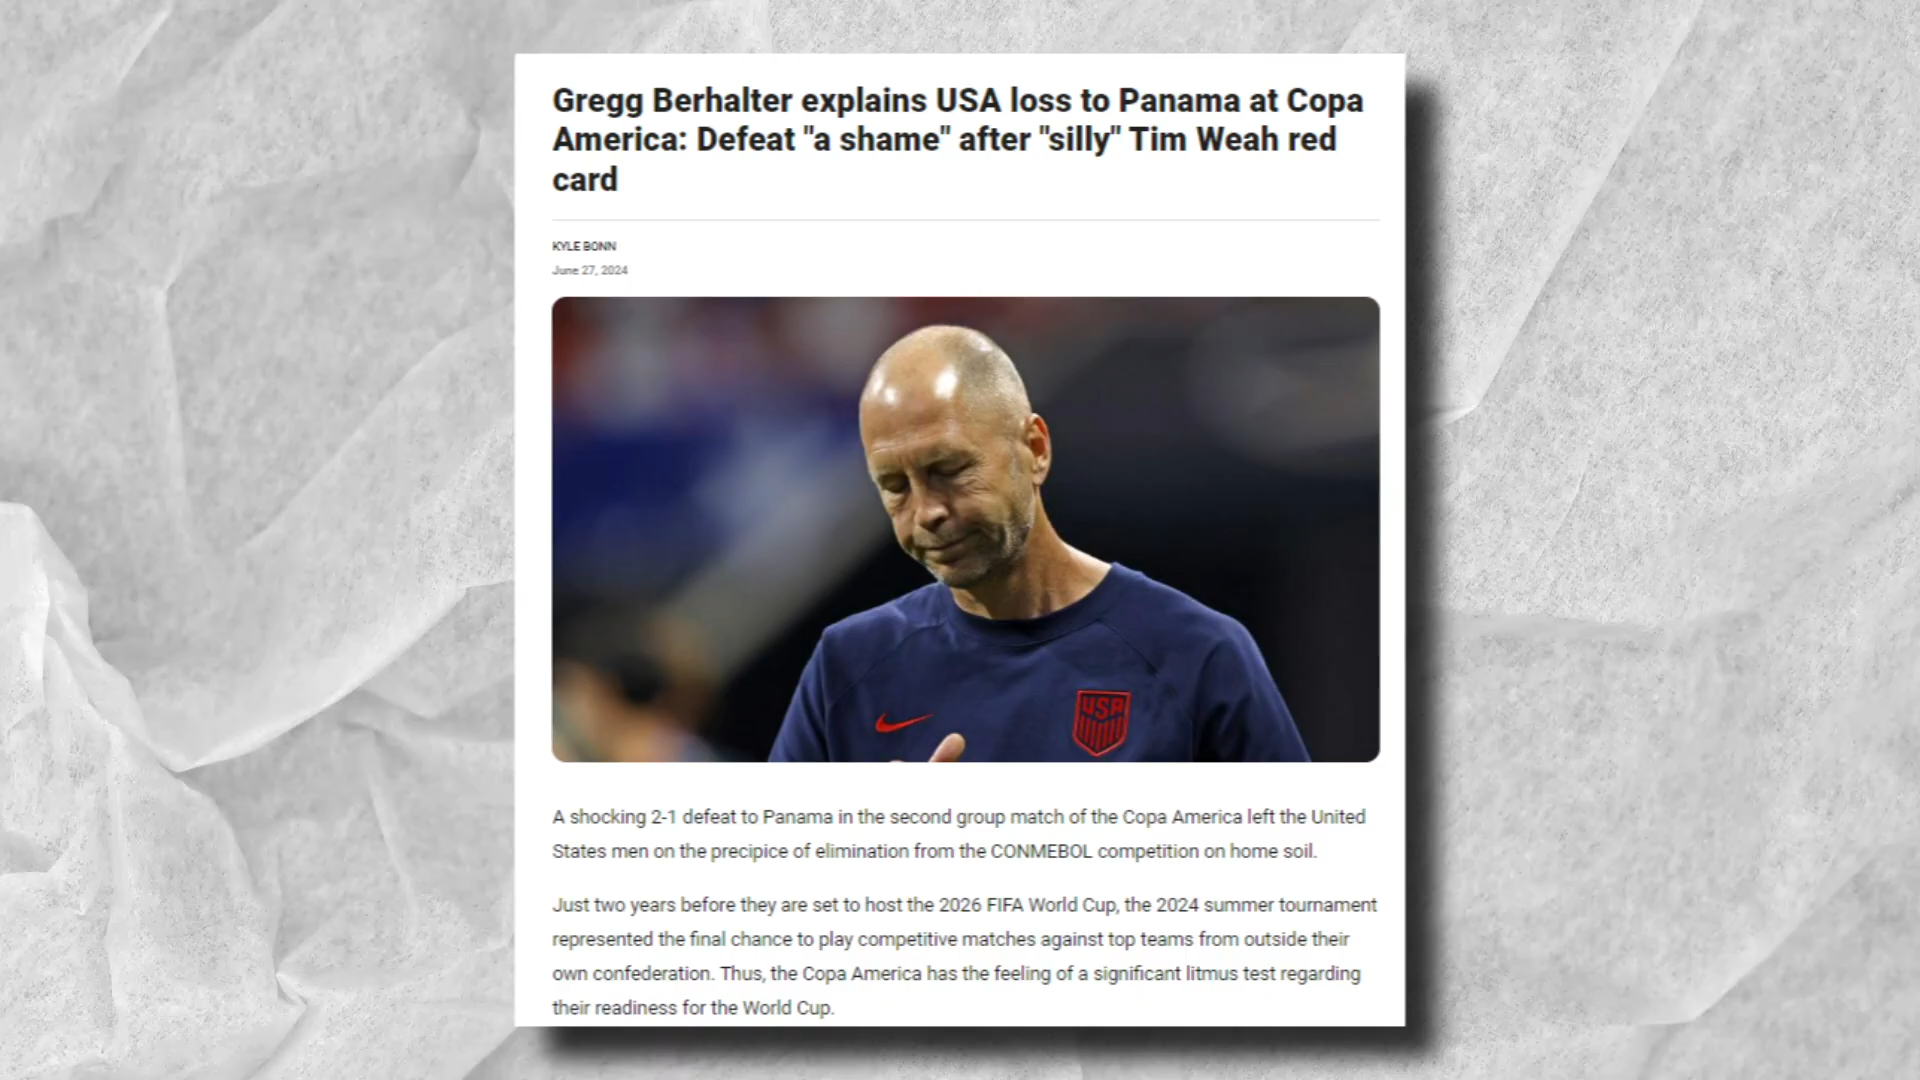 Gregg Berhalter explains USA loss to Panama at Copa
America: Defeat "a shame" after "silly" Tim Weah red
card
KYLE BONN
June 27, 2024
USA
A shocking 2-1 defeat to Panama in the second group match of the Copa America left the United
States men on the precipice of elimination from the CONMEBOL competition on home soil.
Just two years before they are set to host the 2026 FIFA World Cup, the 2024 summer tournament
represented the final chance to play competitive matches against top teams from outside their
own confederation. Thus, the Copa America has the feeling of a significant litmus test regarding
their readiness for the World Cup.